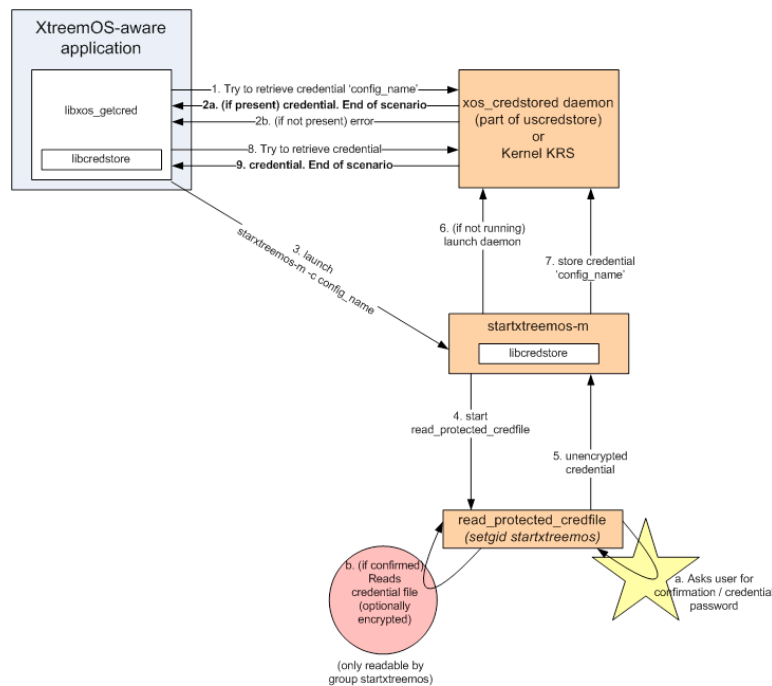 XtreemOS-aware
application
libxos_getcred
libcredstore
1. Try to retrieve credential ‘config_name’
2a. (if present) credential. End of scenario
2b. (if not present) error
8. Try to retrieve credential
9. credential. End of scenario
xos_credstored daemon
(part of uscredstore)
or
Kernel KRS
3. launch
starxtreemos-m -c config_name
6. (if not running)
launch daemon
7. store credential
‘config_name’
startxtreemos-m
libcredstore
4. start
read_protected_credfile
5. unencrypted
credential
read_protected_credfile
(setgid startxtreemos)
b. (if confirmed)
Reads
credential file
(optionally
encrypted)
(only readable by
group startxtreemos)
a. Asks user for
confirmation / credential
password